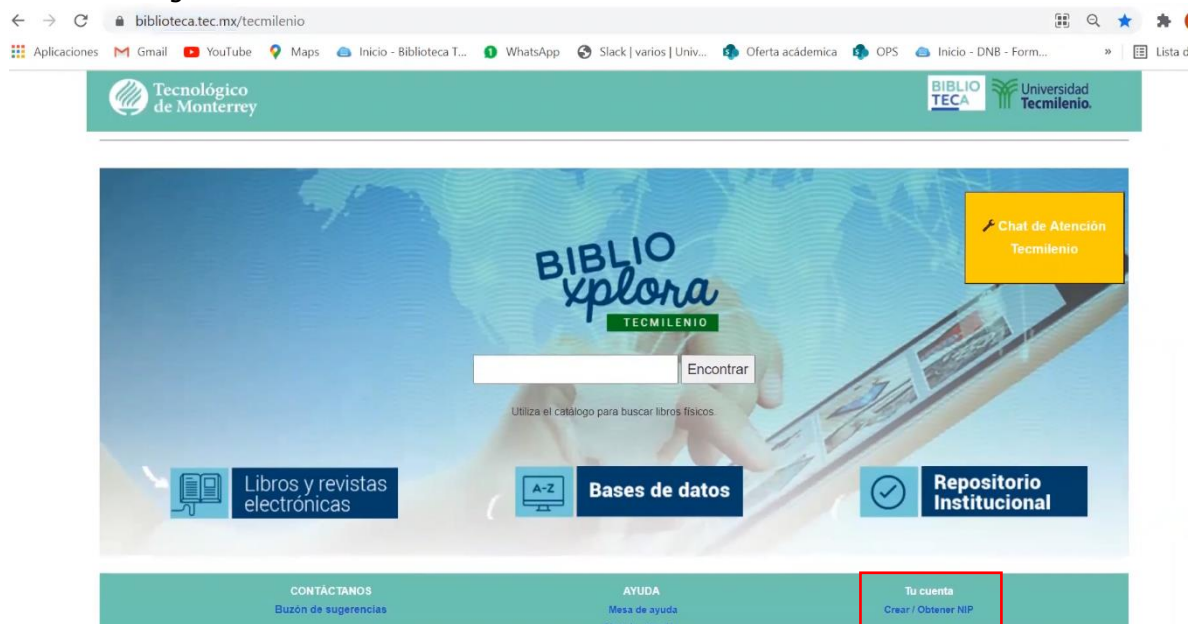 biblioteca.tec.mx/tecmilenio
Aplicaciones Gmail YouTube Maps Inicio - Biblioteca T... WhatsApp Slack | varios | Univ... Oferta académica OPS Inicio - DNB - Form... » Lista d
Tecnológico
de Monterrey
BIBLIO
TECA
Universidad
Tecmilenio.
Chat de Atención
Tecmilenio
BIBLIO
xplora
TECMILENIO
Encontrar
Utiliza el catálogo para buscar libros físicos.
Libros y revistas
electrónicas
A-Z
Bases de datos
Repositorio
Institucional
CONTÁCTANOS AYUDA Tu cuenta
Buzón de sugerencias Mesa de ayuda Crear / Obtener NIP